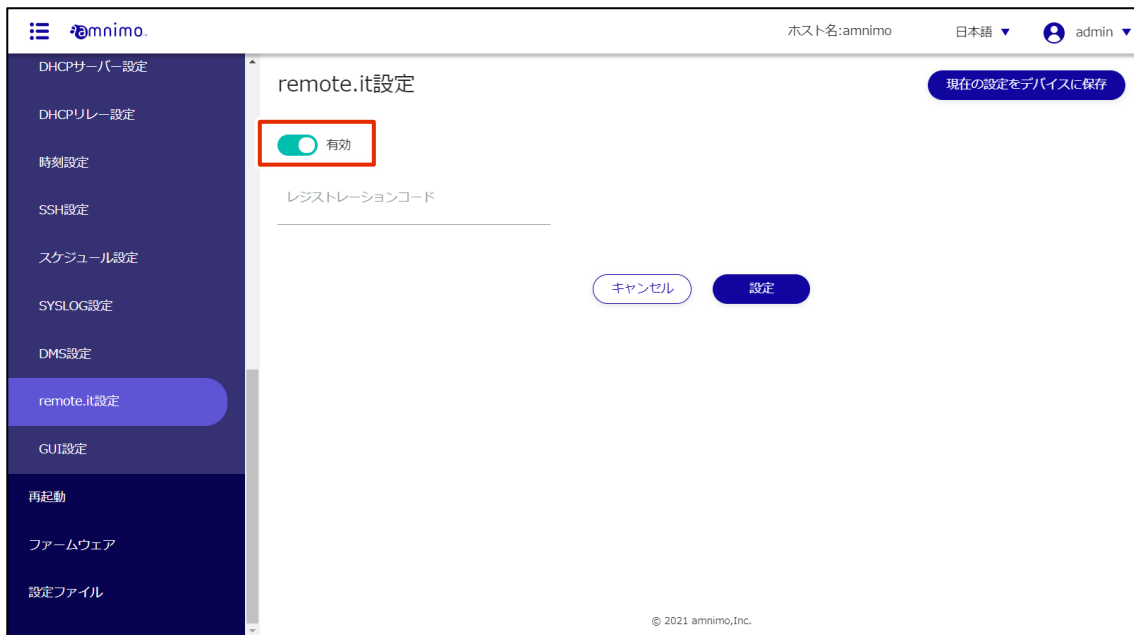 amnimo.
ホスト名:amnimo
日本語 ▼
admin ▼
DHCPサーバー設定
DHCPリレー設定
時刻設定
SSH設定
スケジュール設定
SYSLOG設定
DMS設定
remote.it設定
GUI設定
再起動
ファームウェア
設定ファイル
remote.it設定
現在の設定をデバイスに保存
有効
レジストレーションコード
キャンセル
設定
© 2021 amnimo,Inc.